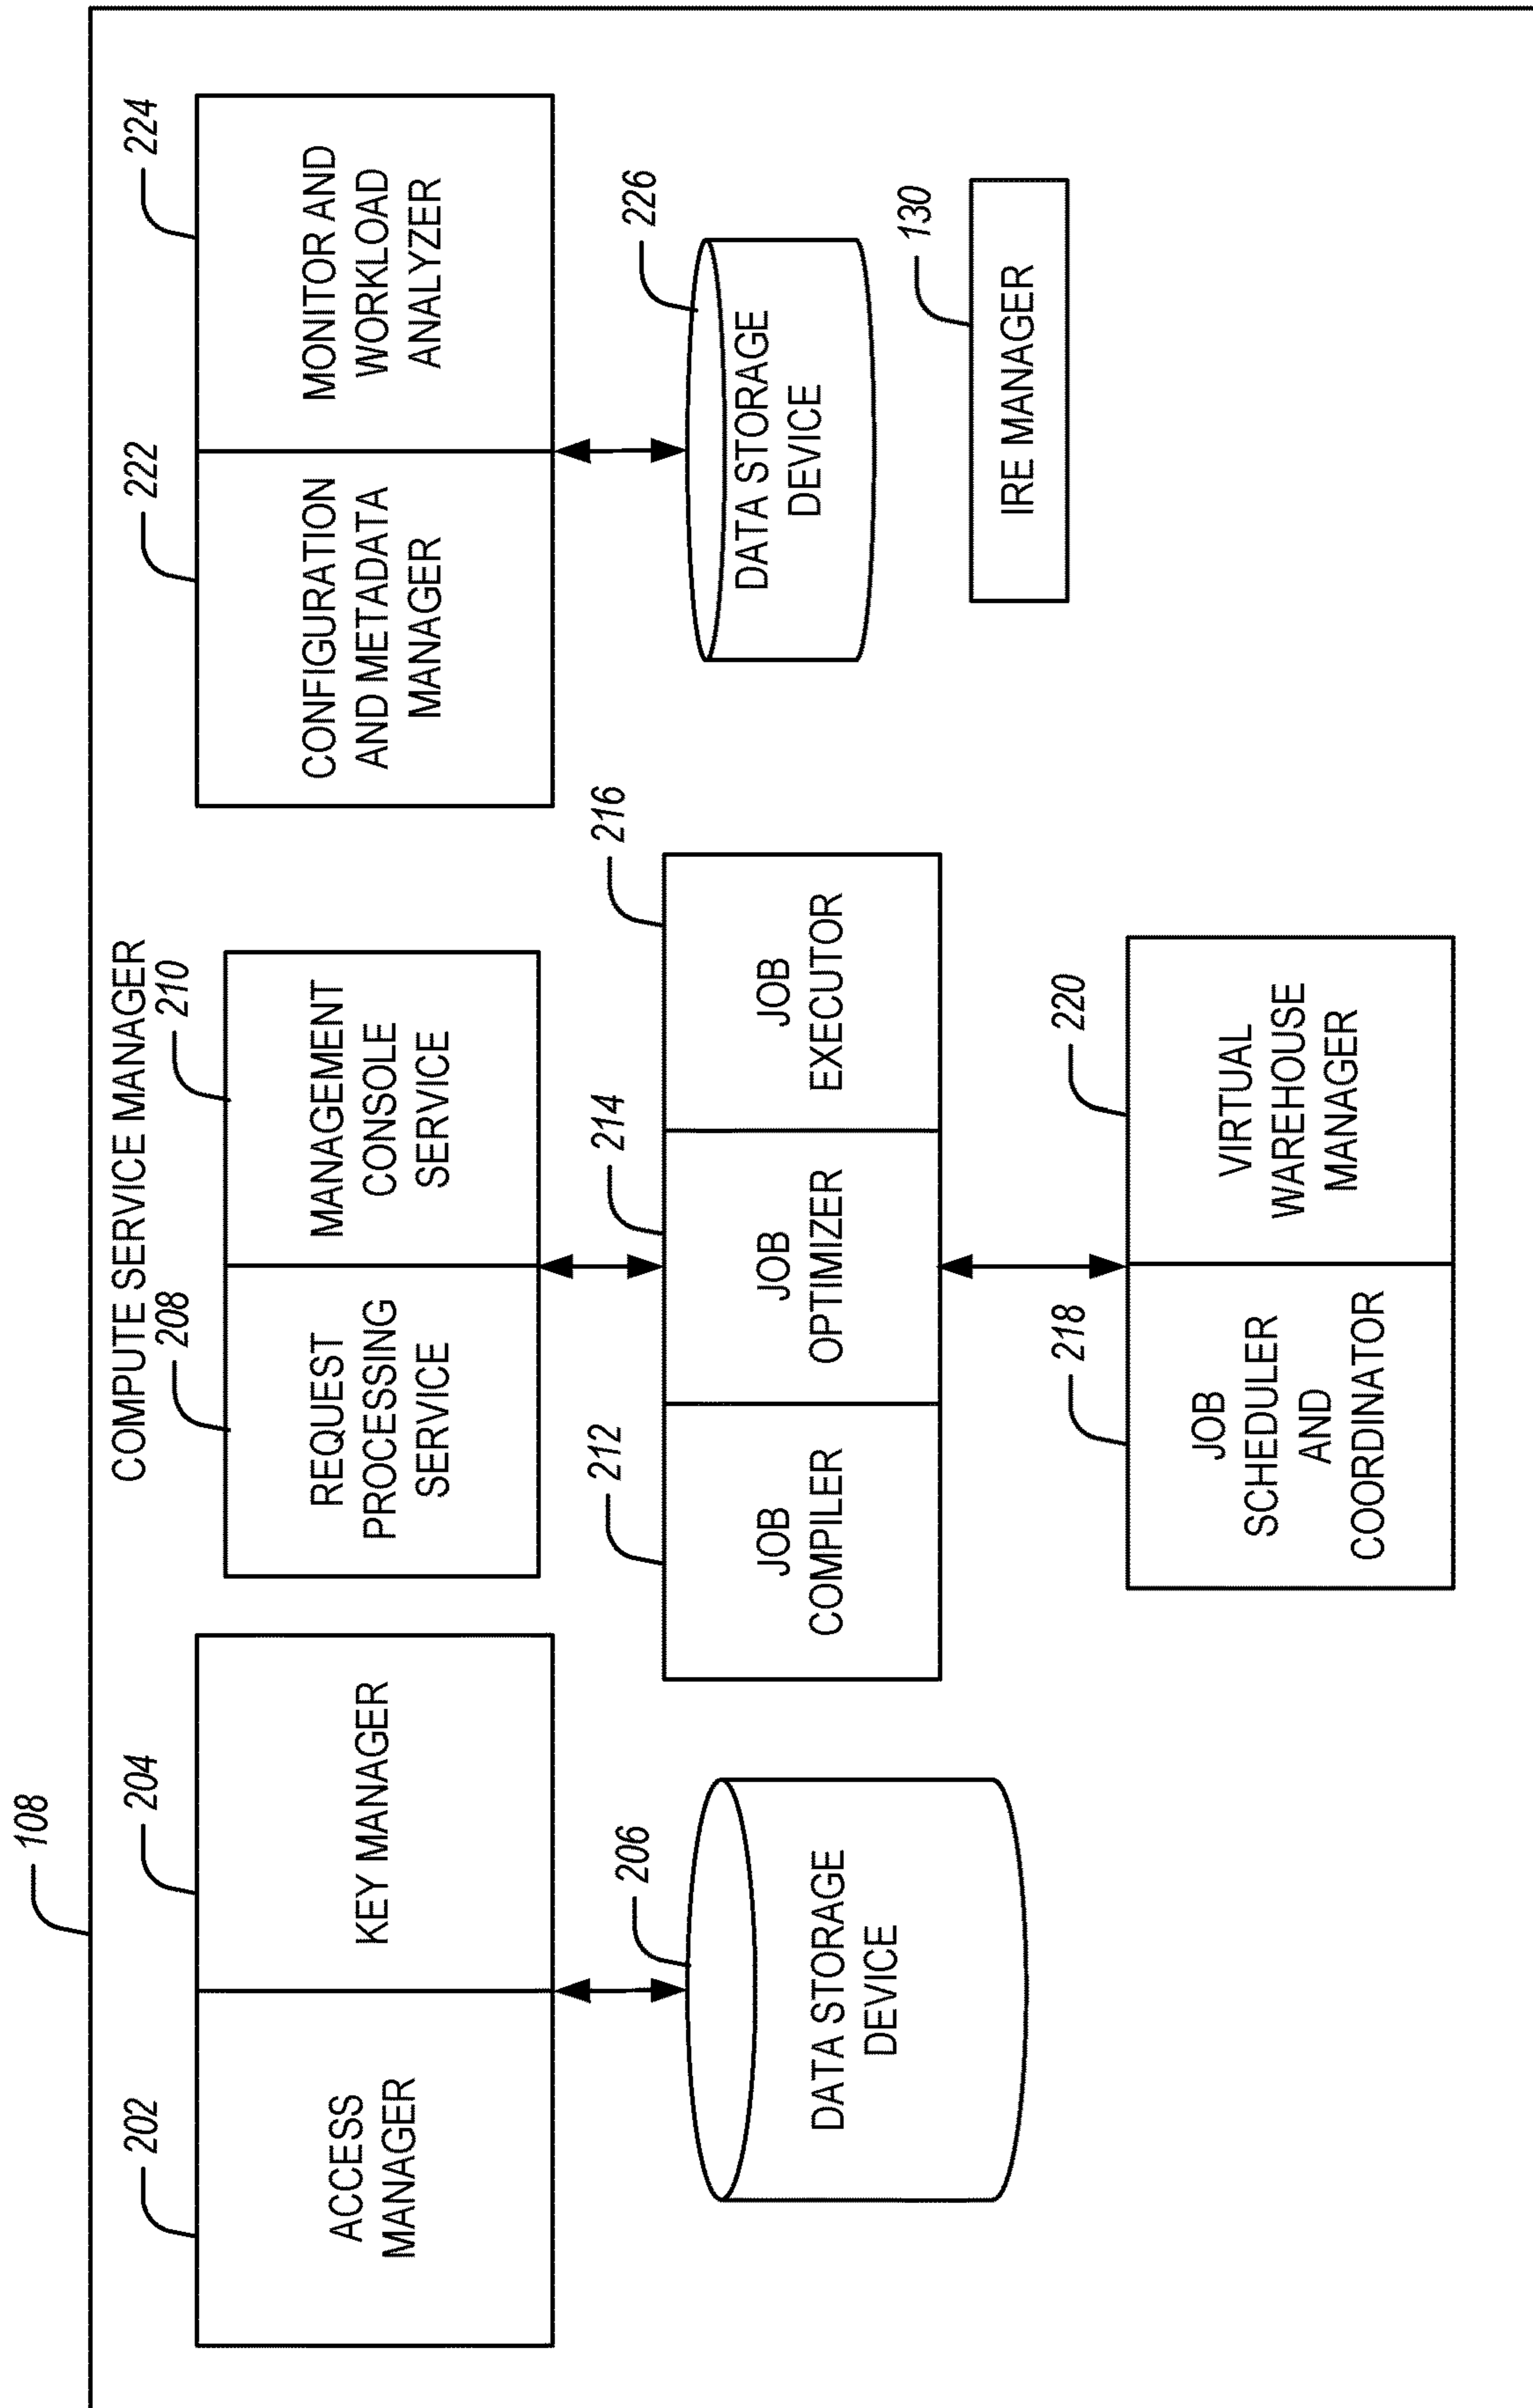 108
COMPUTE SERVICE MANAGER
202
204
ACCESS
MANAGER
KEY MANAGER
206
DATA STORAGE
DEVICE
208
210
REQUEST
PROCESSING
SERVICE
MANAGEMENT
CONSOLE
SERVICE
212
214
216
JOB
COMPILER
JOB
OPTIMIZER
JOB
EXECUTOR
218
220
JOB
SCHEDULER
AND
COORDINATOR
VIRTUAL
WAREHOUSE
MANAGER
222
224
CONFIGURATION
AND METADATA
MANAGER
MONITOR AND
WORKLOAD
ANALYZER
226
DATA STORAGE
DEVICE
130
IRE MANAGER